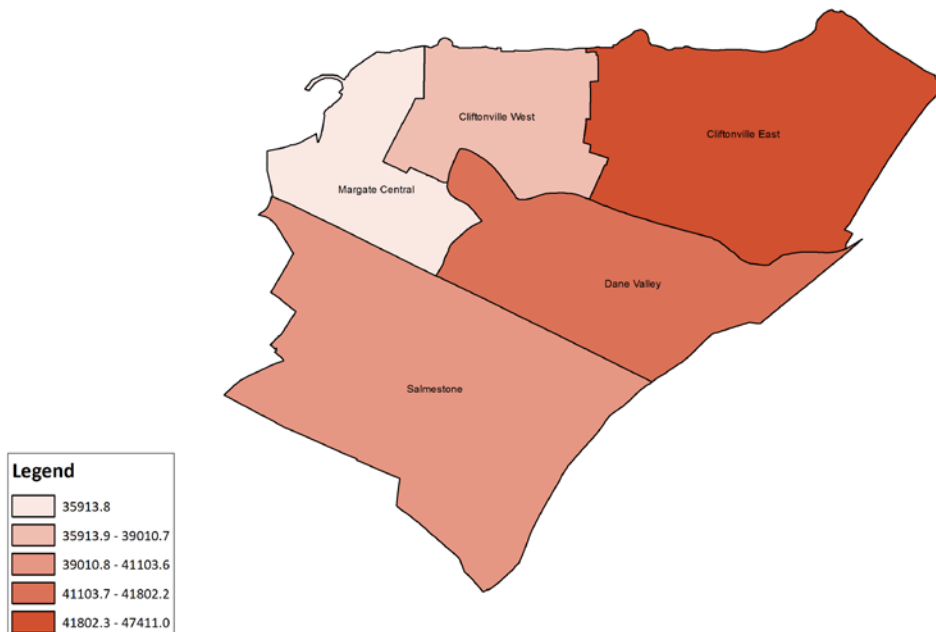 Cliftonville West
Cliftonville East
Margate Central
Dane Valley
Salmestone
Legend
35913.8
35913.9 - 39010.7
39010.8 - 41103.6
41103.7 - 41802.2
41802.3 - 47411.0